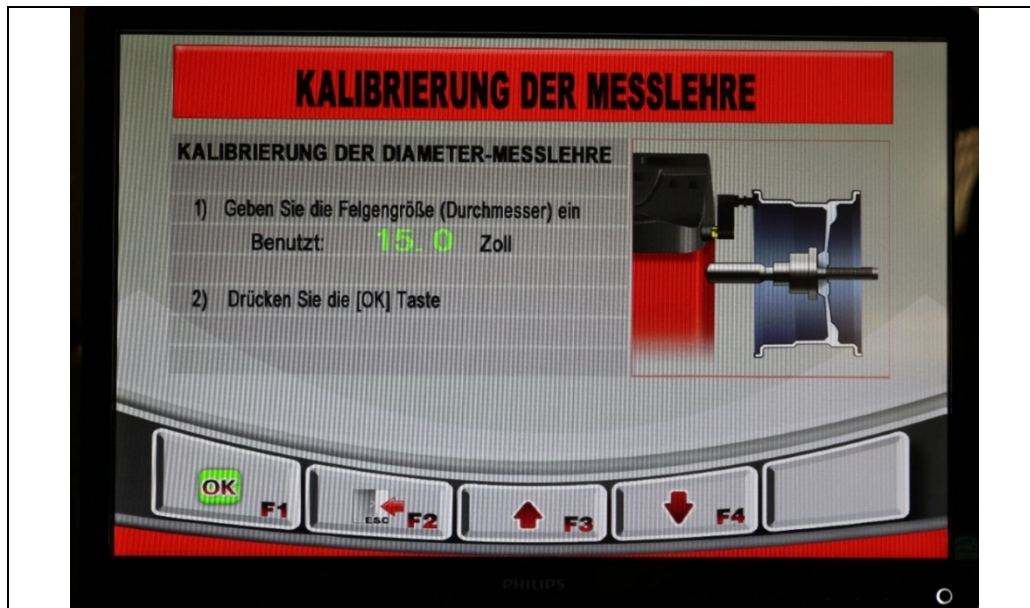 KALIBRIERUNG DER MESSLEHRE
KALIBRIERUNG DER DIAMETER-MESSLEHRE
1) Geben Sie die Felgengröße (Durchmesser) ein
Benutzt: 15. 0 Zoll
2) Drücken Sie die [OK] Taste
OK F1
ESC F2
F3
F4
PHILIPS